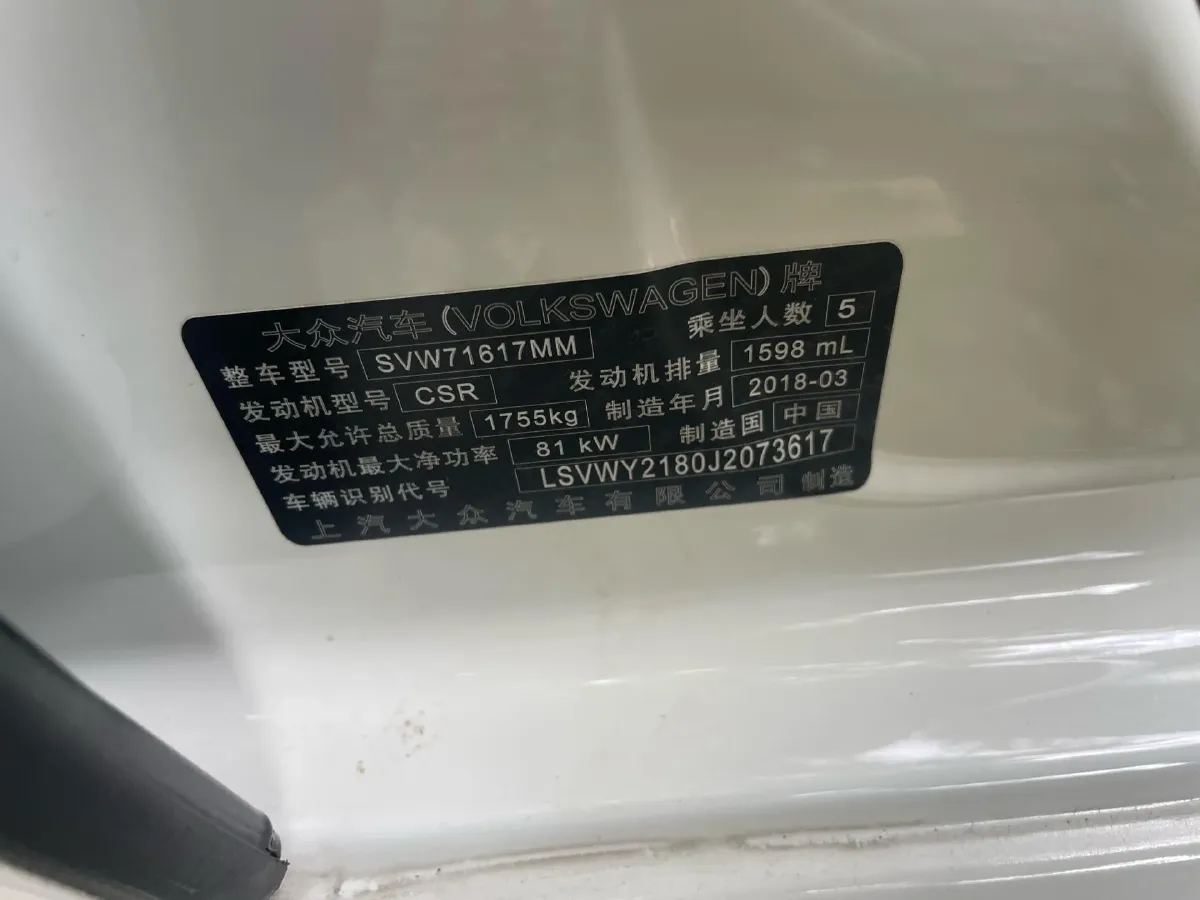 大众汽车(VOLKSWAGEN)牌
整车型号 SVW71617MM 乘坐人数 5
发动机型号 CSR 发动机排量 1598 mL
最大允许总质量 1755kg 制造年月 2018-03
发动机最大净功率 81 kW 制造国 中国
车辆识别代号 LSVWY2180J2073617
上汽大众汽车有限公司 制造